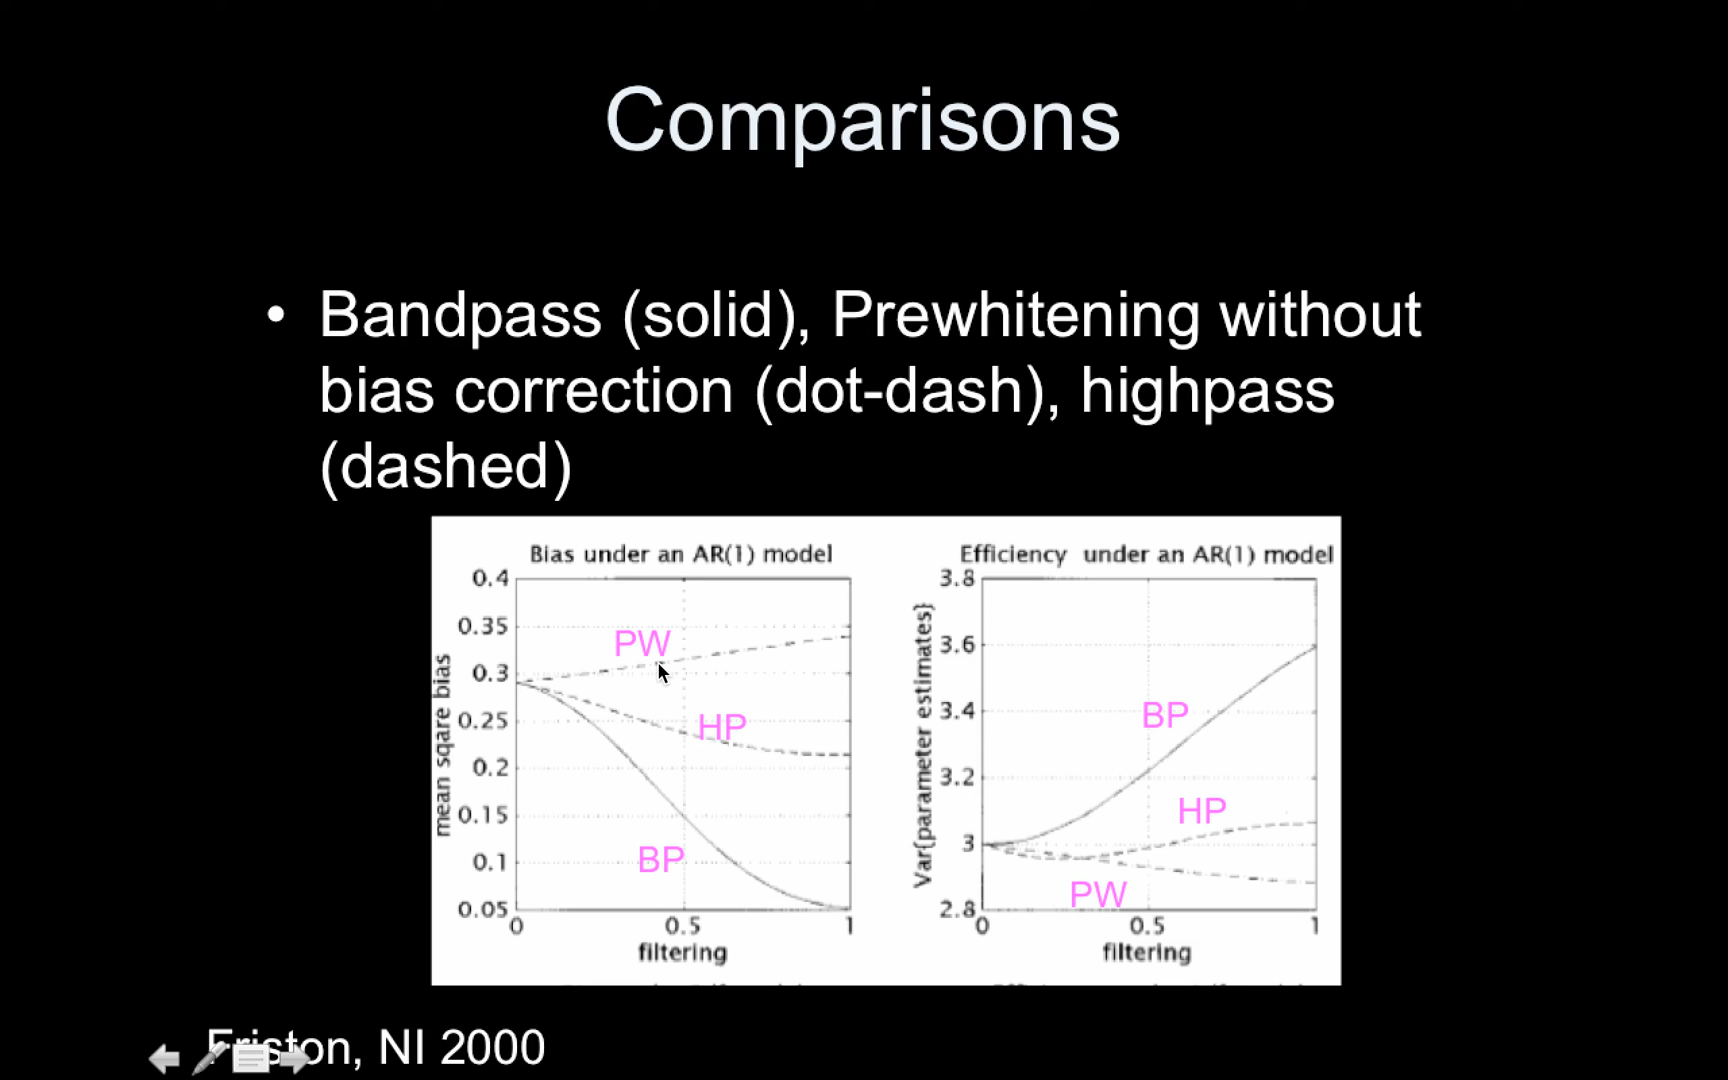 Comparisons
• Bandpass (solid), Prewhitening without
bias correction (dot-dash), highpass
(dashed)
Bias under an AR(1) model
0.4
0.35
0.3
0.25
0.2
0.15
0.1
0.05
mean sqare bias
PW
HP
BP
0 0.5 1
filtering
Efficiency under an AR(1) model
3.8
3.6
3.4
3.2
3
2.8
Var{parameter estimates}
BP
HP
PW
0 0.5 1
filtering
Friston, NI 2000